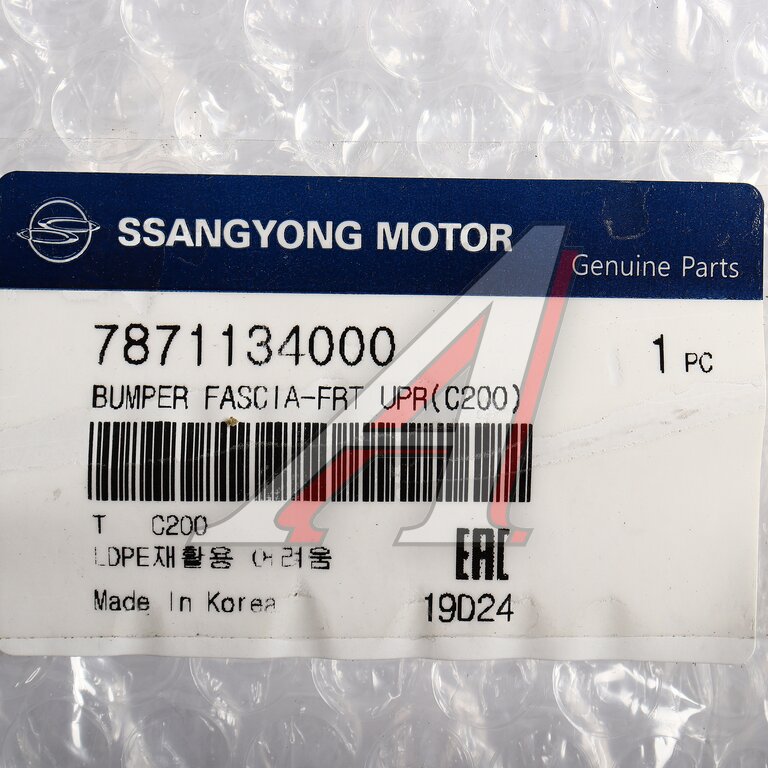 SSANGYONG MOTOR
Genuine Parts
7871134000 1 PC
BUMPER FASCIA-FRT UPR(C200)
T C200
LDPE재활용 어려움
EAC
Made In Korea 19D24